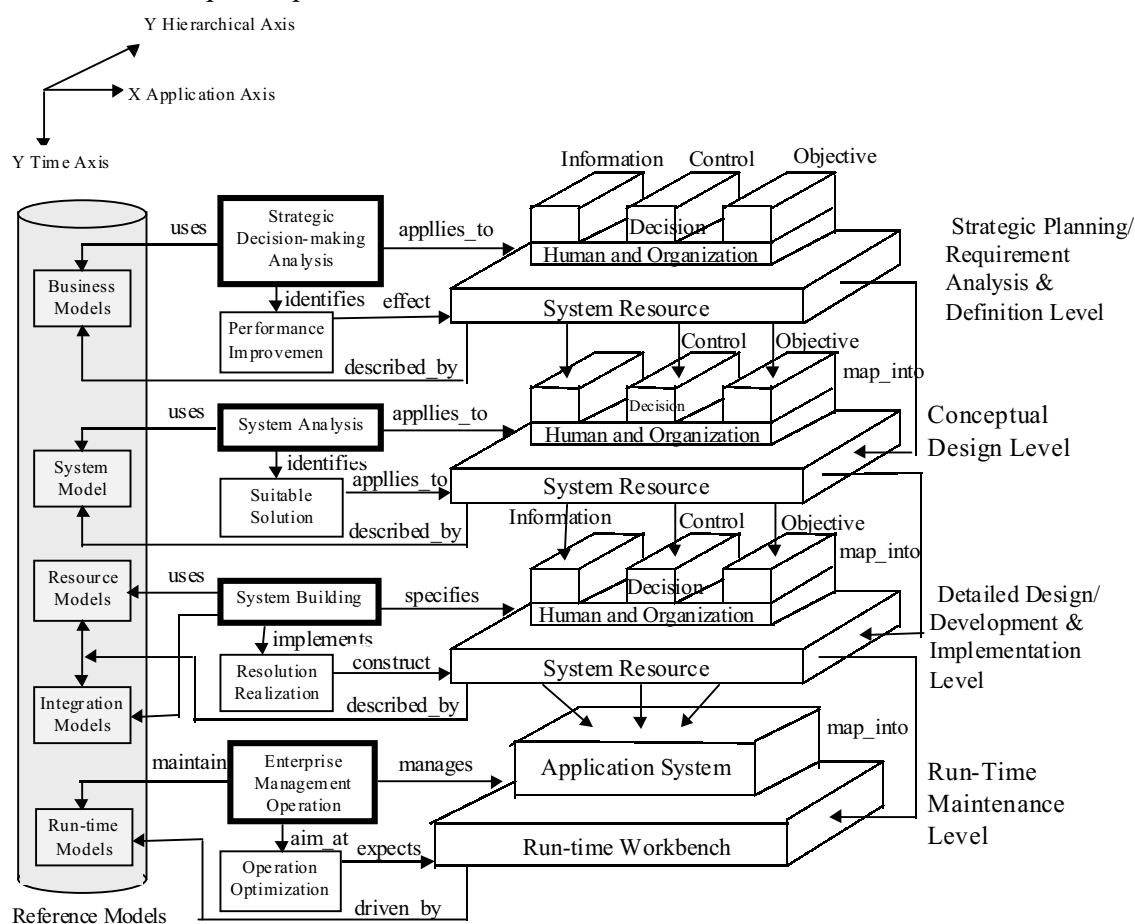 Y Hierarchical Axis
X Application Axis
Y Time Axis
Information
Control
Objective
uses
Strategic
Decision-making
Analysis
appllies_to
Decision
Human and Organization
System Resource
Strategic Planning/
Requirement
Analysis &
Definition Level
Business
Models
identifies
effect
Performance
Improvemen
described_by
Control
Objective
map_into
uses
System Analysis
appllies_to
Decision
Human and Organization
System Resource
Conceptual
Design Level
System
Model
identifies
appllies_to
Suitable
Solution
described_by
Information
Control
Objective
map_into
Resource
Models
uses
System Building
specifies
Decision
Human and Organization
System Resource
Detailed Design/
Development &
Implementation
Level
implements
construct
Resolution
Realization
described_by
Integration
Models
map_into
maintain
Enterprise
Management
Operation
manages
Application System
Run-Time
Maintenance
Level
Run-time
Models
aim_at
expects
Run-time Workbench
Operation
Optimization
driven_by
Reference Models